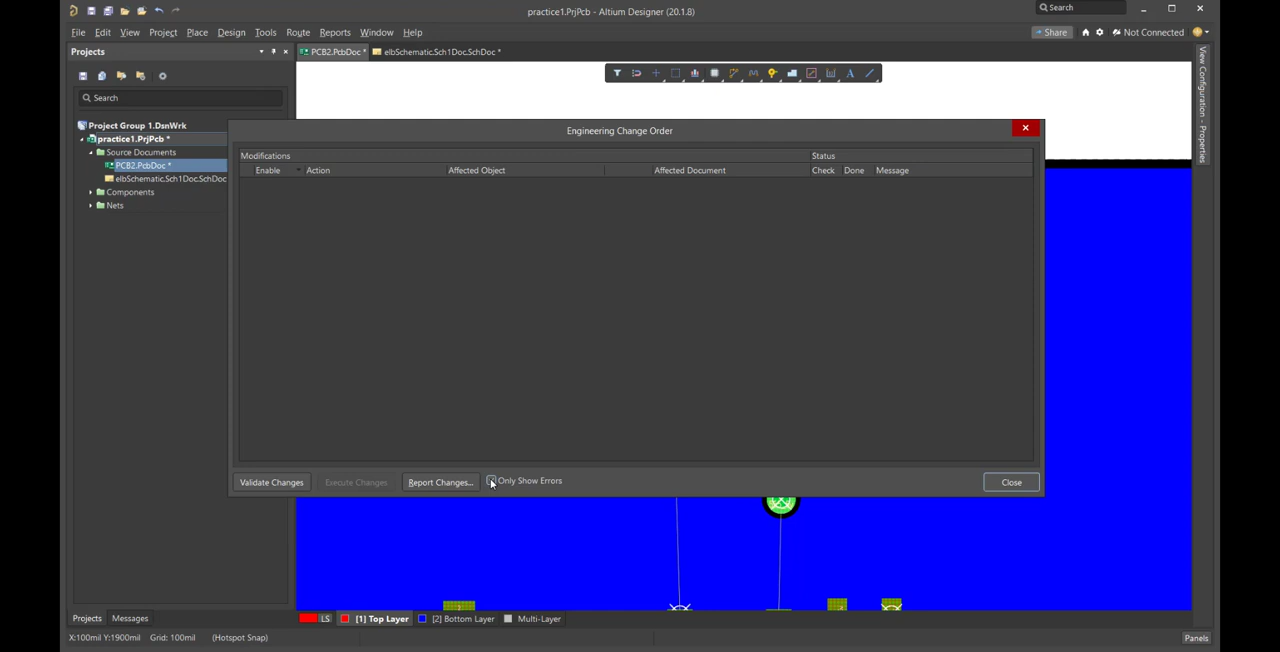 practice1.PrjPcb - Altium Designer (20.1.8)
Search
File Edit View Project Place Design Tools Route Reports Window Help
Share
Not Connected
Projects
PCB2.PcbDoc *
elbSchematic.Sch1Doc.SchDoc *
Search
Project Group 1.DsnWrk
practice1.PrjPcb *
Source Documents
PCB2.PcbDoc *
elbSchematic.Sch1Doc.SchDoc
Components
Nets
Engineering Change Order
Modifications
Status
Enable Action Affected Object Affected Document Check Done Message
Validate Changes
Execute Changes
Report Changes...
Only Show Errors
Close
View Configuration - Properties
Projects Messages
LS [1] Top Layer [2] Bottom Layer Multi-Layer
X:100mil Y:1900mil Grid: 100mil (Hotspot Snap)
Panels